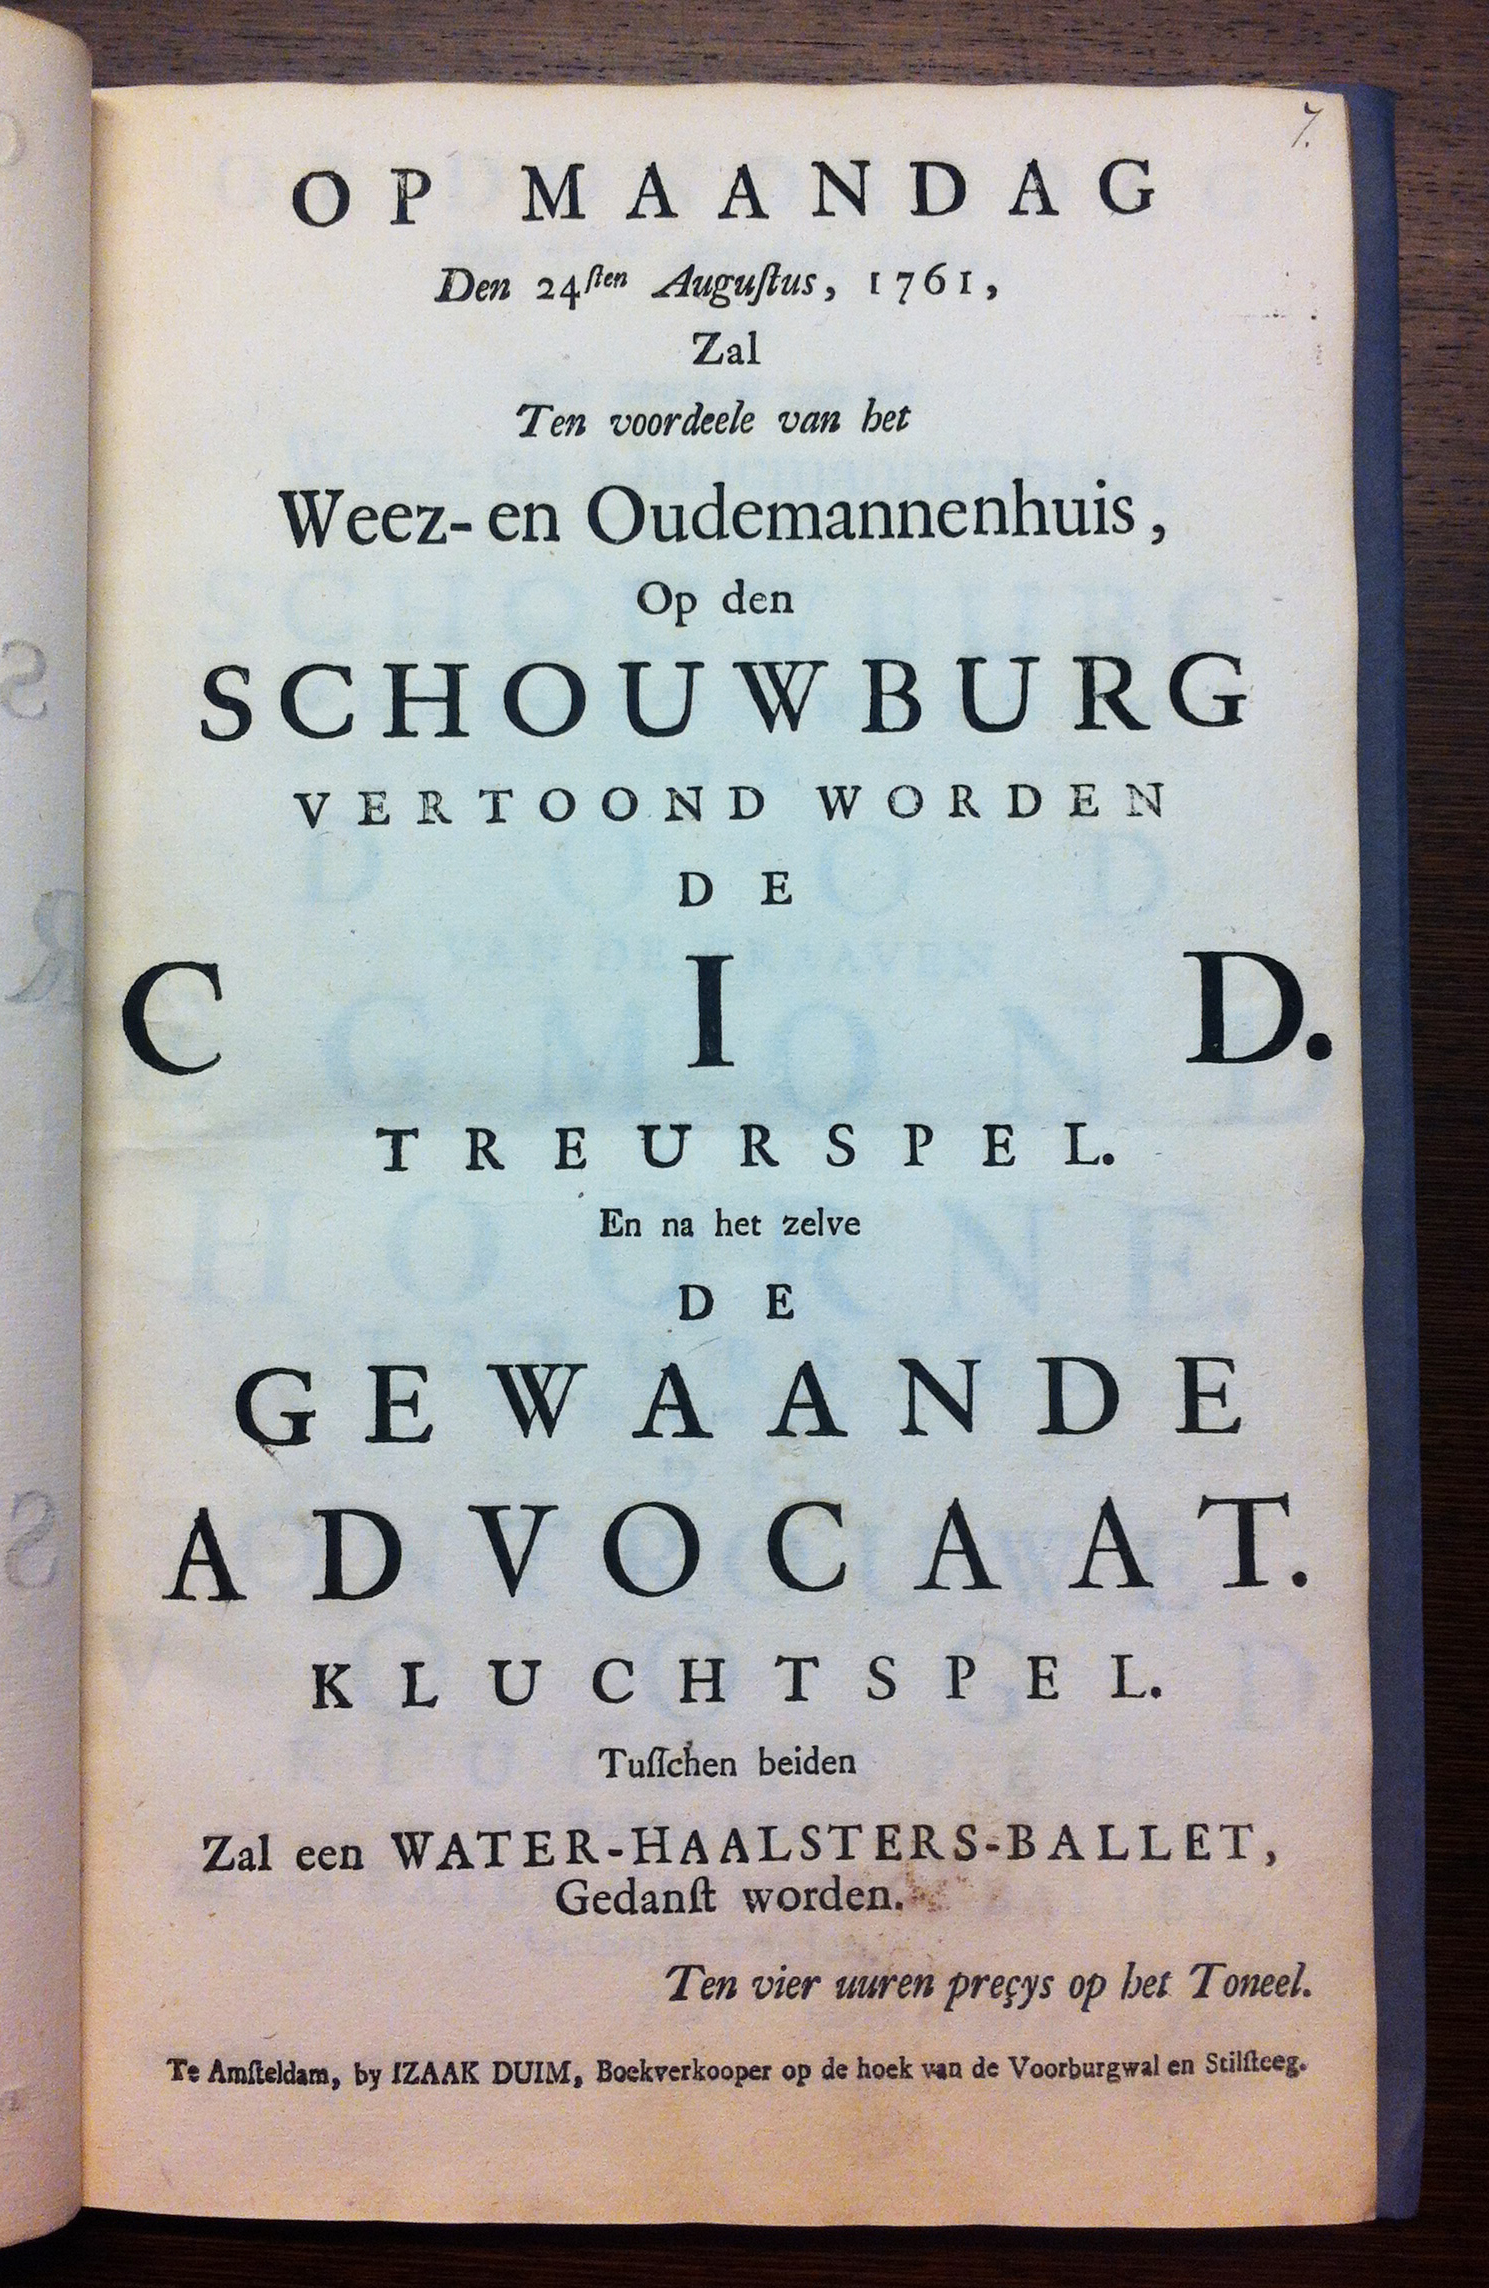 7.
OP MAANDAG
Den 24ſten Auguſtus, 1761,
Zal
Ten voordeele van het
Weez- en Oudemannenhuis,
Op den
SCHOUWBURG
VERTOOND WORDEN
DE
CID.
TREURSPEL.
En na het zelve
DE
GEWAANDE
ADVOCAAT.
KLUCHTSPEL.
Tuſſchen beiden
Zal een WATER-HAALSTERS-BALLET,
Gedanſt worden.
Ten vier uuren preçys op het Toneel.
Te Amſteldam, by IZAAK DUIM, Boekverkooper op de hoek van de Voorburgwal en Stilſteeg.